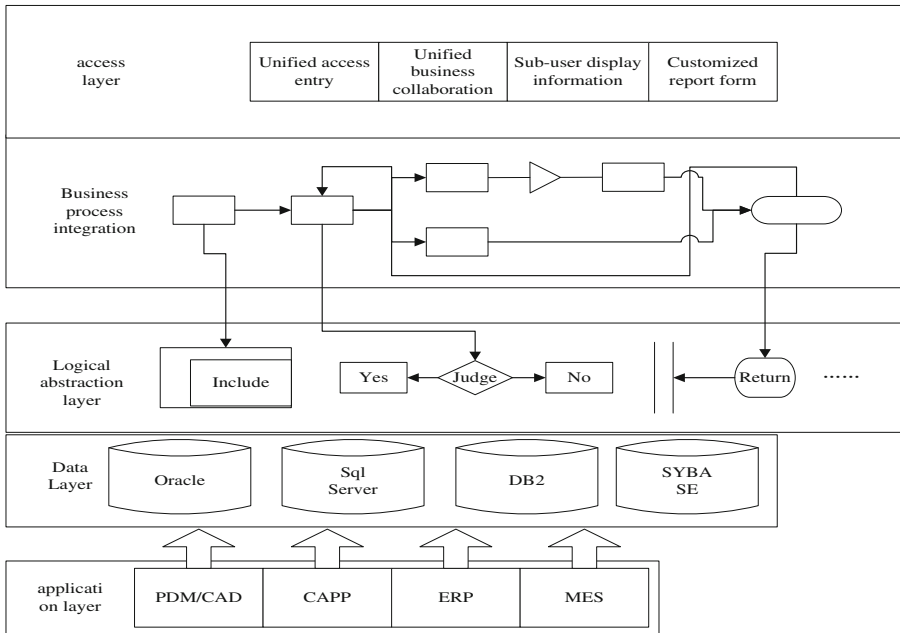 access
layer
Unified access
entry
Unified
business
collaboration
Sub-user display
information
Customized
report form
Business
process
integration
Logical
abstraction
layer
Include
Yes
Judge
No
Return
......
Data
Layer
Oracle
Sql
Server
DB2
SYBA
SE
applicati
on layer
PDM/CAD
CAPP
ERP
MES